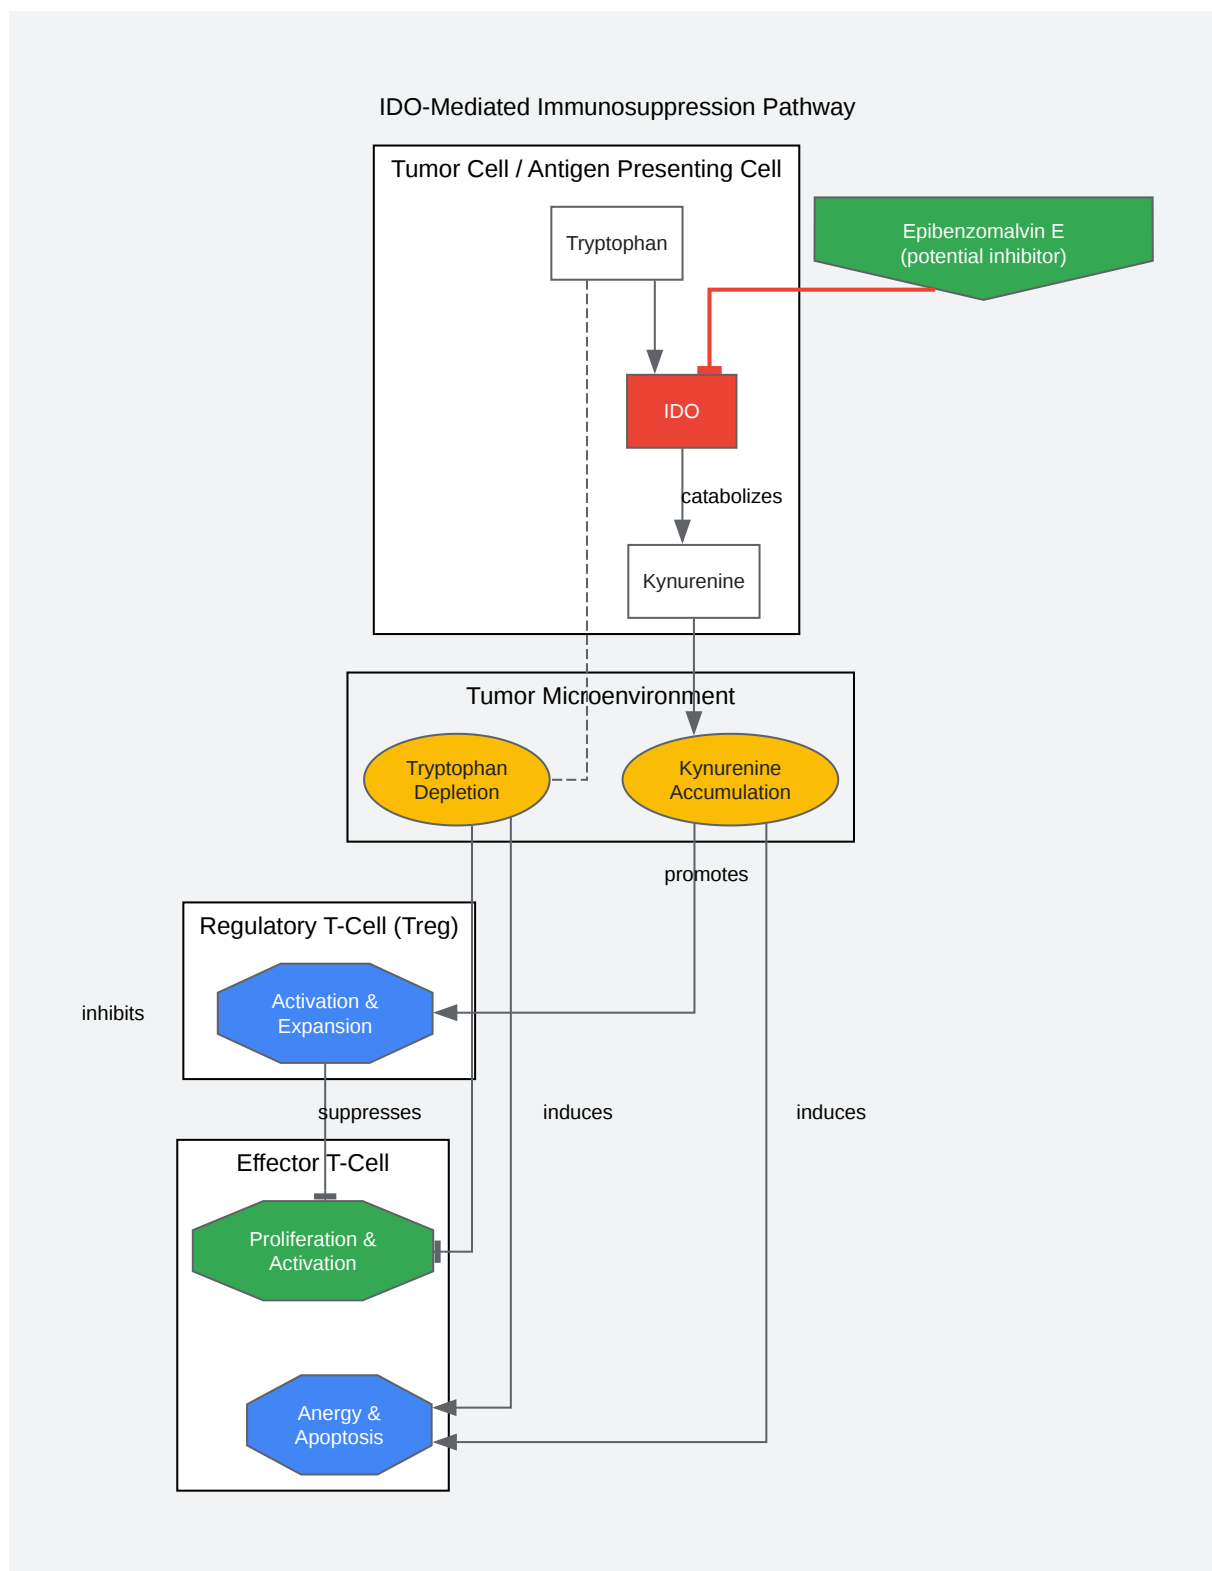 IDO-Mediated Immunosuppression Pathway
Tumor Cell / Antigen Presenting Cell
Tryptophan
Epibenzomalvin E
(potential inhibitor)
IDO
catabolizes
Kynurenine
Tumor Microenvironment
Tryptophan
Depletion
Kynurenine
Accumulation
promotes
Regulatory T-Cell (Treg)
Activation &
Expansion
inhibits
suppresses
induces
induces
Effector T-Cell
Proliferation &
Activation
Anergy &
Apoptosis